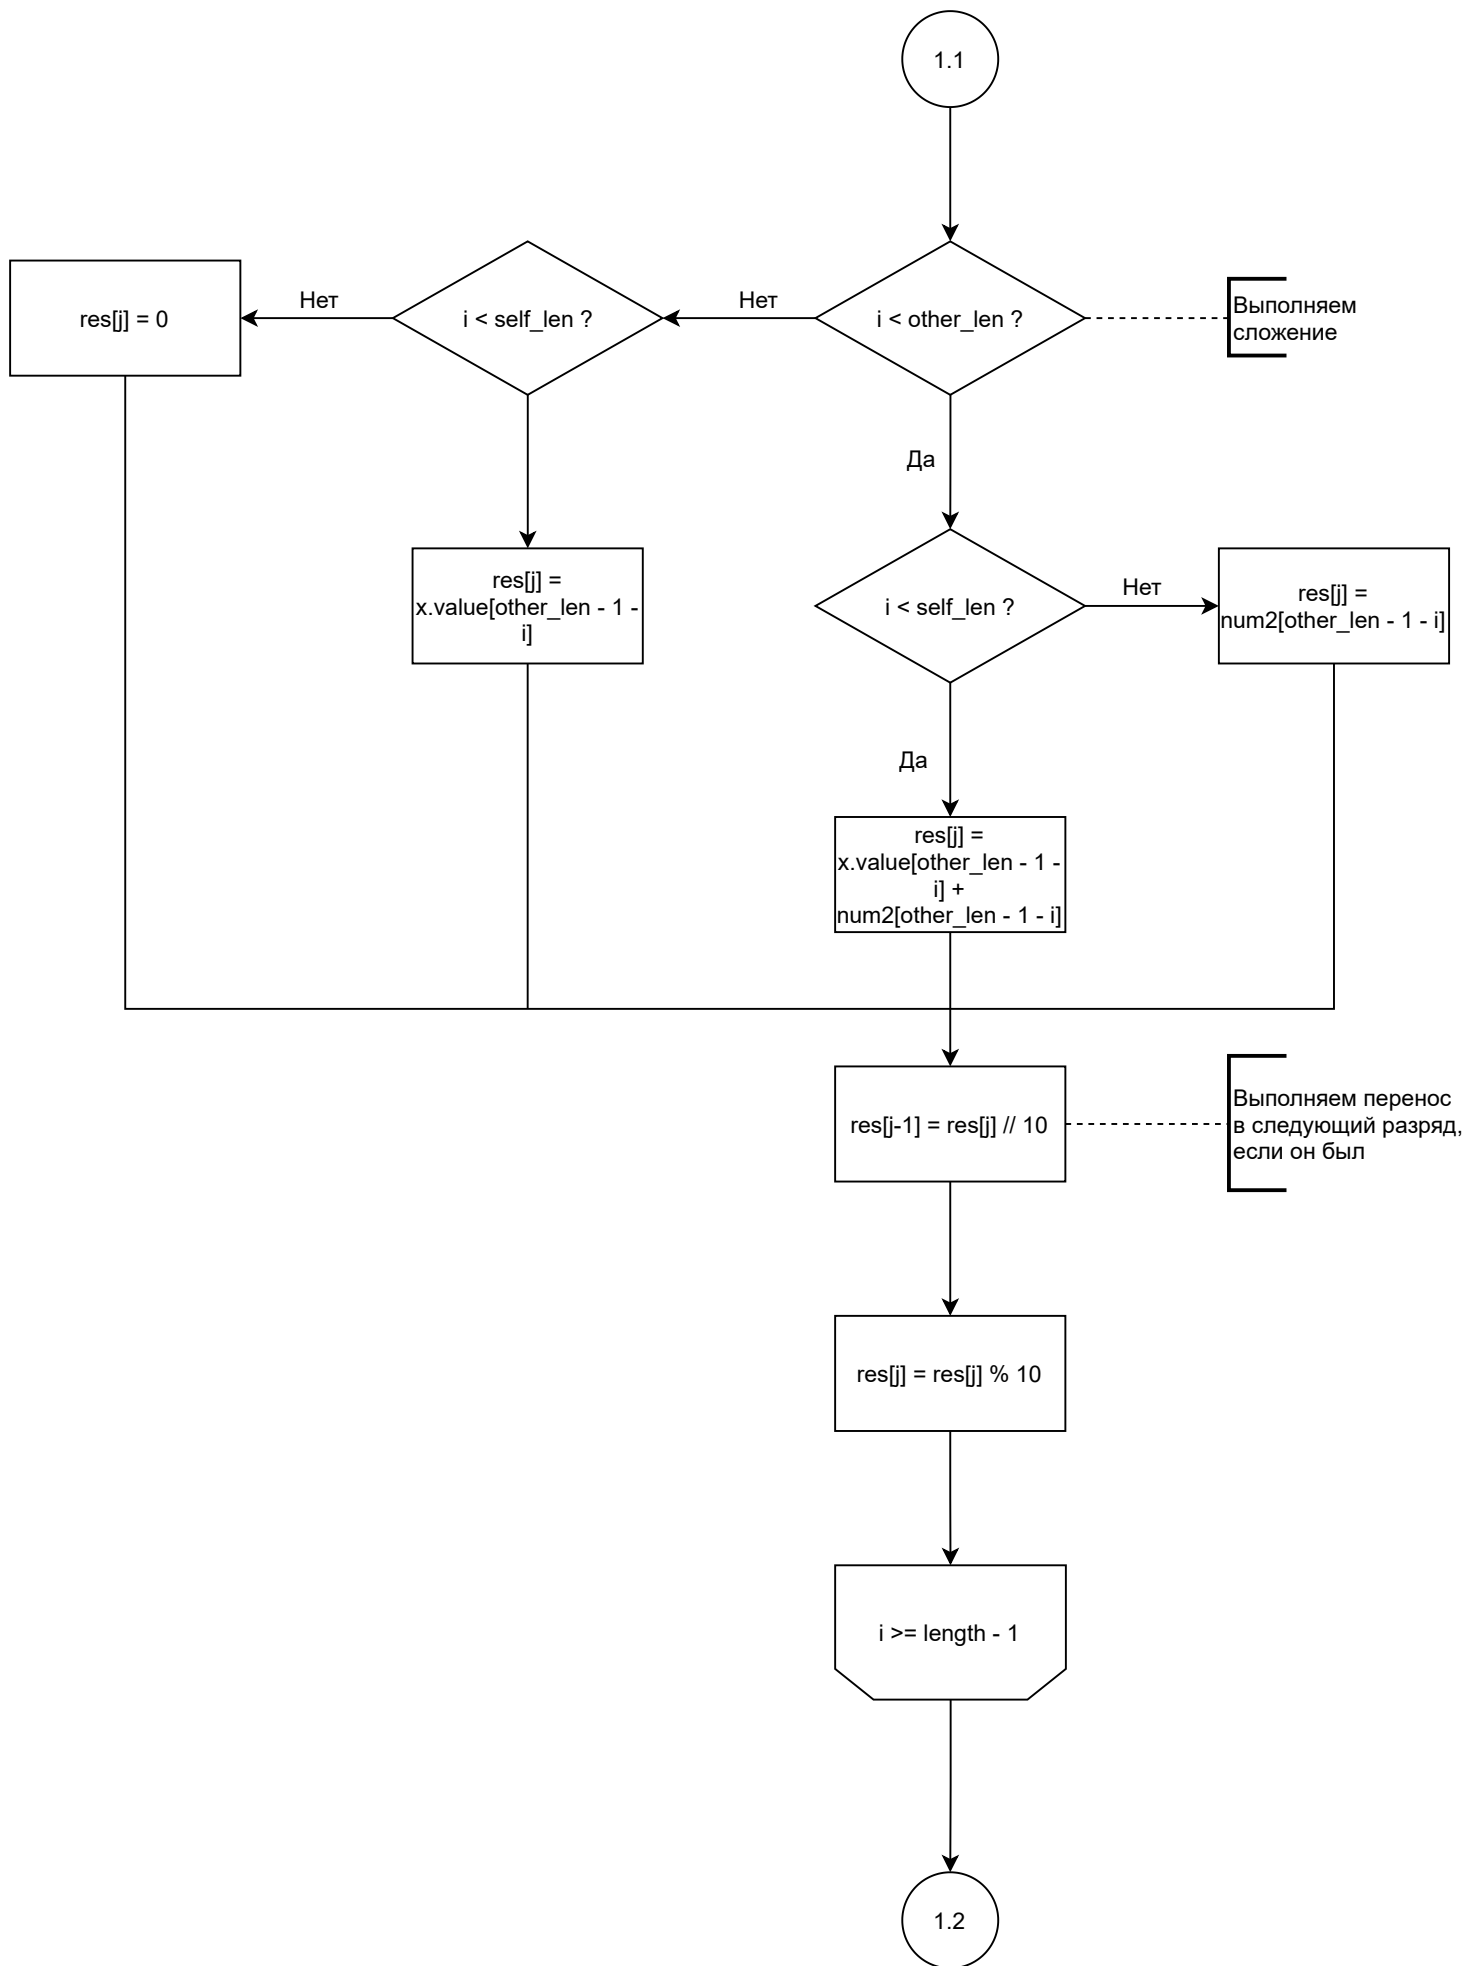 1.1
res[j] = 0
Нет
i < self_len ?
Нет
i < other_len ?
Выполняем
сложение
Да
res[j] =
x.value[other_len - 1 -
i]
i < self_len ?
Нет
res[j] =
num2[other_len - 1 - i]
Да
res[j] =
x.value[other_len - 1 -
i] +
num2[other_len - 1 - i]
res[j-1] = res[j] // 10
Выполняем перенос
в следующий разряд,
если он был
res[j] = res[j] % 10
i >= length - 1
1.2